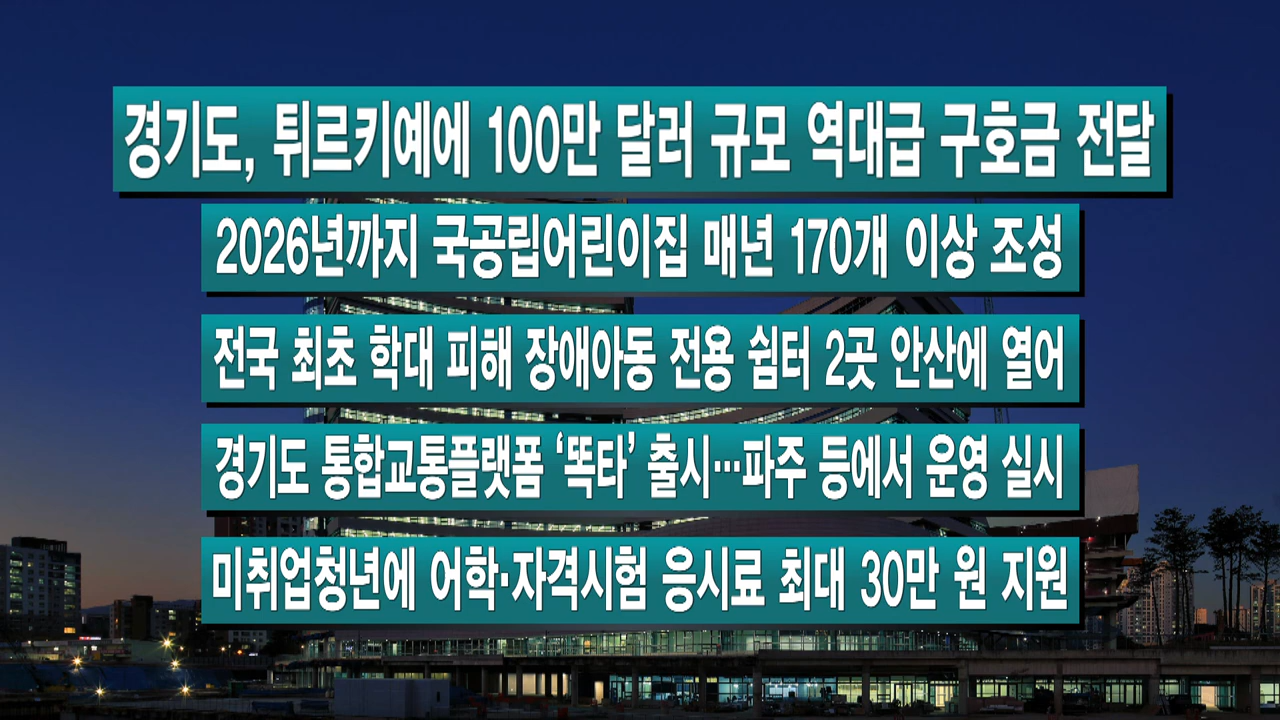 경기도, 튀르키예에 100만 달러 규모 역대급 구호금 전달
2026년까지 국공립어린이집 매년 170개 이상 조성
전국 최초 학대 피해 장애아동 전용 쉼터 2곳 안산에 열어
경기도 통합교통플랫폼 ‘똑타’ 출시…파주 등에서 운영 실시
미취업청년에 어학·자격시험 응시료 최대 30만 원 지원